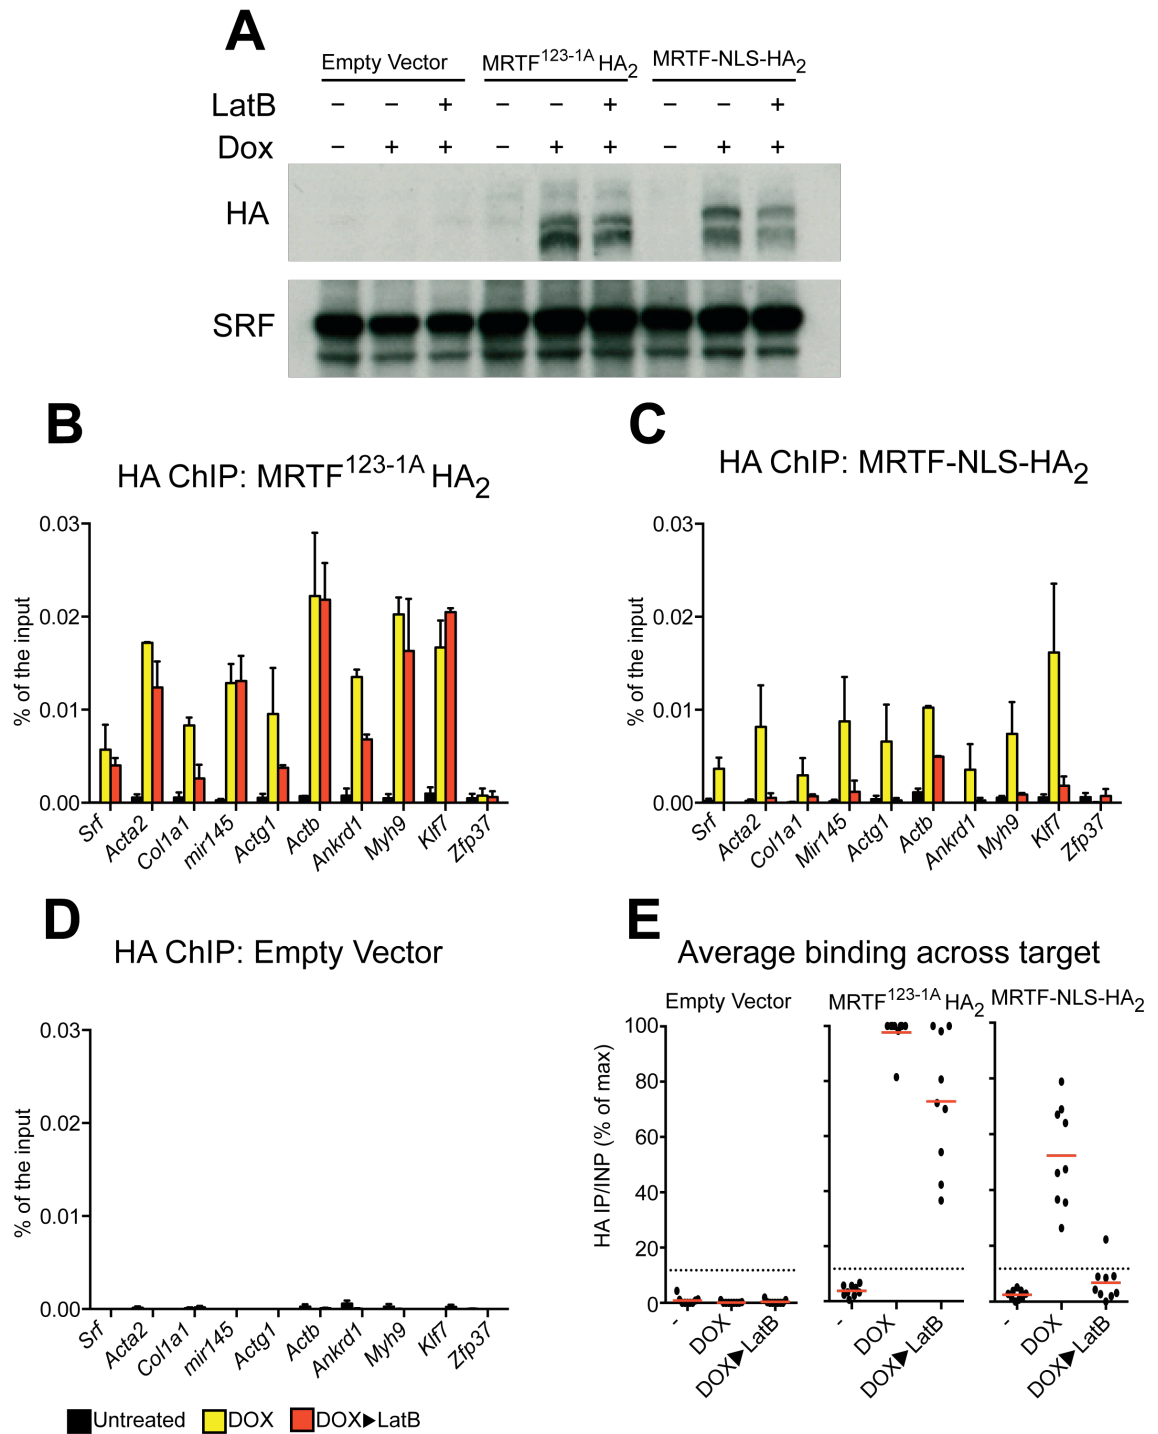 A
Empty Vector MRTF123-1A HA2 MRTF-NLS-HA2
LatB − − + − − + − − +
Dox − + + − + + − + +
HA
SRF
B
HA ChIP: MRTF123-1A HA2
% of the input
0.03
0.02
0.01
0.00
Srf Acta2 Col1a1 mir145 Actg1 Actb Ankrd1 Myh9 Klf7 Zfp37
C
HA ChIP: MRTF-NLS-HA2
% of the input
0.03
0.02
0.01
0.00
Srf Acta2 Col1a1 Mir145 Actg1 Actb Ankrd1 Myh9 Klf7 Zfp37
D
HA ChIP: Empty Vector
% of the input
0.03
0.02
0.01
0.00
Srf Acta2 Col1a1 mir145 Actg1 Actb Ankrd1 Myh9 Klf7 Zfp37
Untreated DOX DOX▶LatB
E
Average binding across target
Empty Vector MRTF123-1A HA2 MRTF-NLS-HA2
HA IP/INP (% of max)
100
80
60
40
20
0
- DOX DOX▶LatB - DOX DOX▶LatB - DOX DOX▶LatB